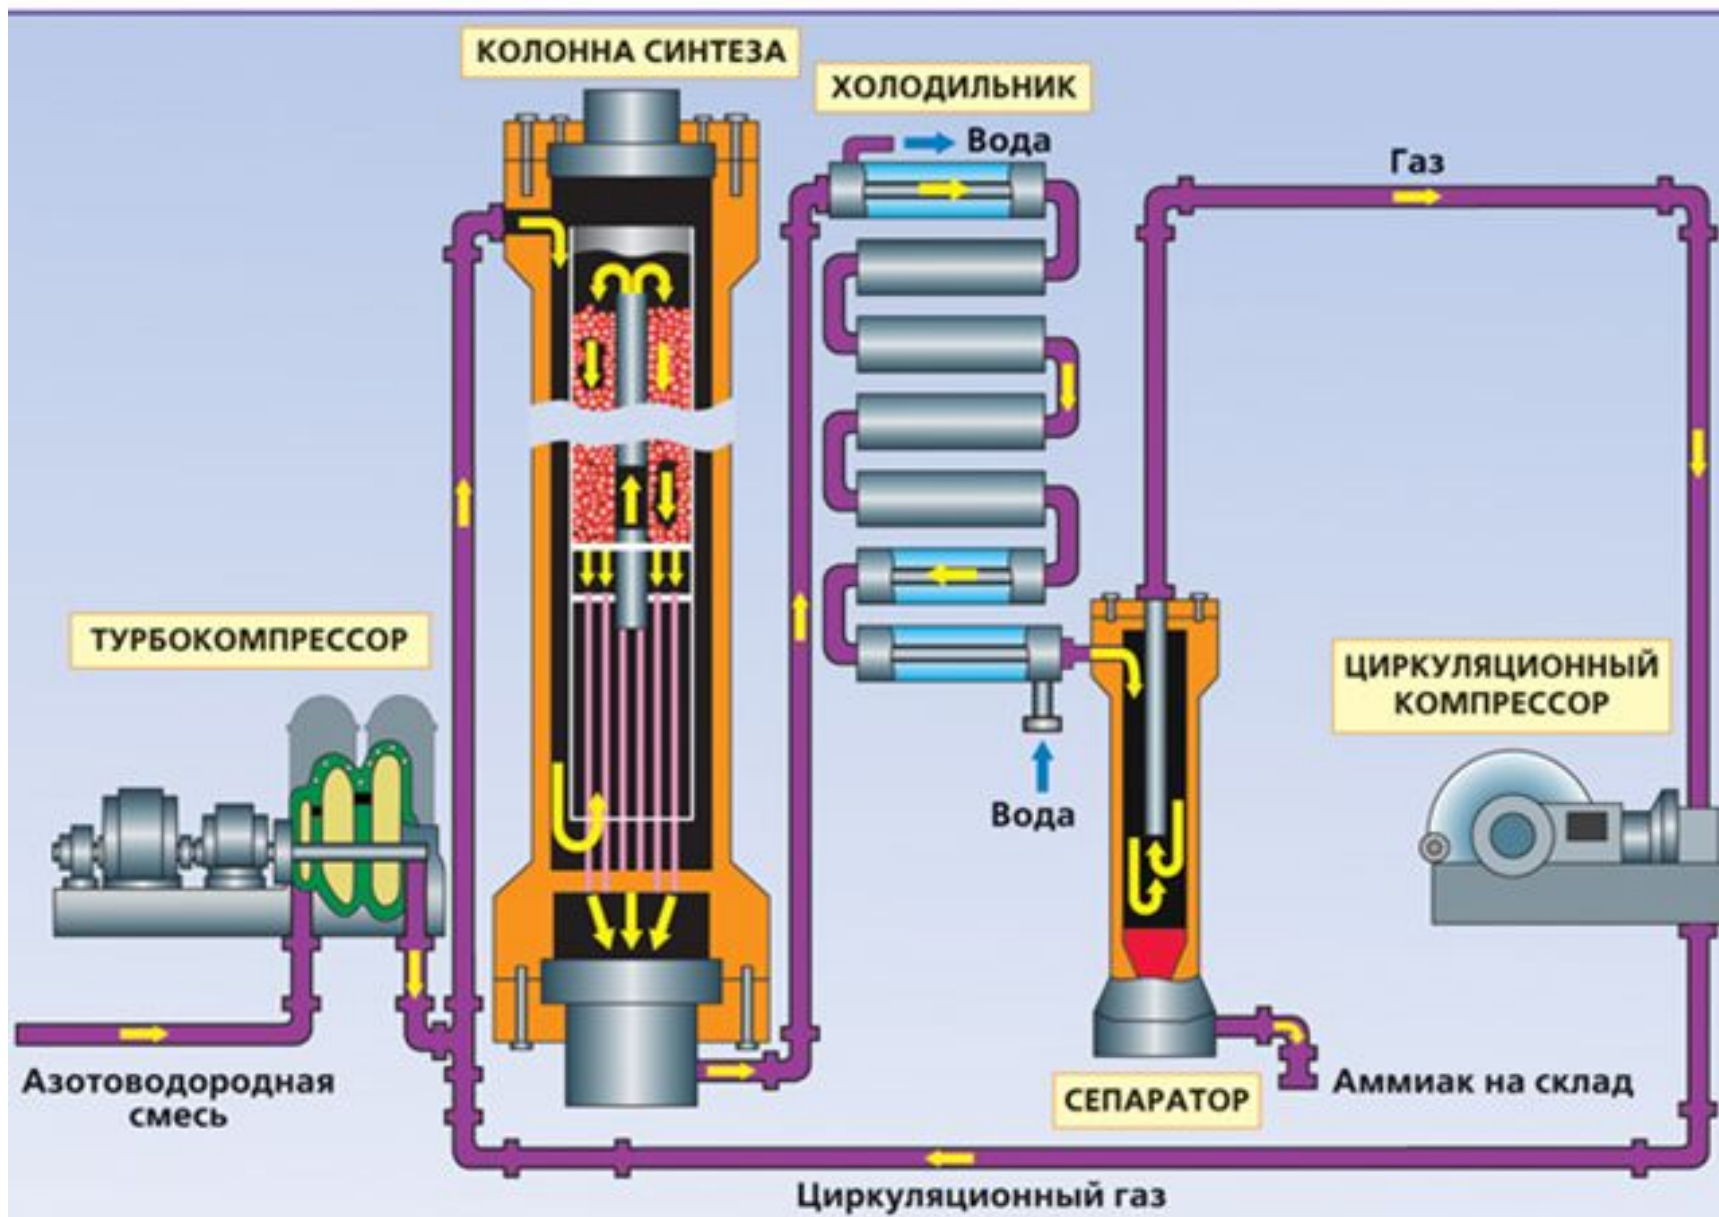 КОЛОННА СИНТЕЗА
ХОЛОДИЛЬНИК
Вода
Газ
ТУРБОКОМПРЕССОР
ЦИРКУЛЯЦИОННЫЙ
КОМПРЕССОР
Вода
Азотоводородная
смесь
СЕПАРАТОР
Аммиак на склад
Циркуляционный газ